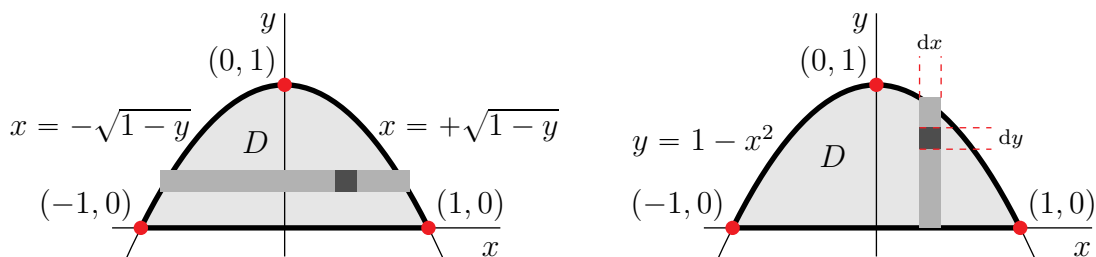 y
(0, 1)
x = −√1 − y
x = +√1 − y
D
(−1, 0)
(1, 0)
x
y
dx
(0, 1)
y = 1 − x²
dy
D
(−1, 0)
(1, 0)
x